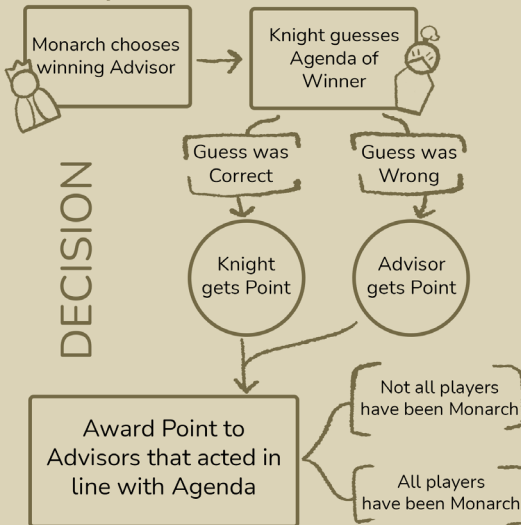 Monarch chooses
winning Advisor
Knight guesses
Agenda of
Winner
Guess was
Correct
Guess was
Wrong
DECISION
Knight
gets Point
Advisor
gets Point
Award Point to
Advisors that acted in
line with Agenda
Not all players
have been Monarch
All players
have been Monarch